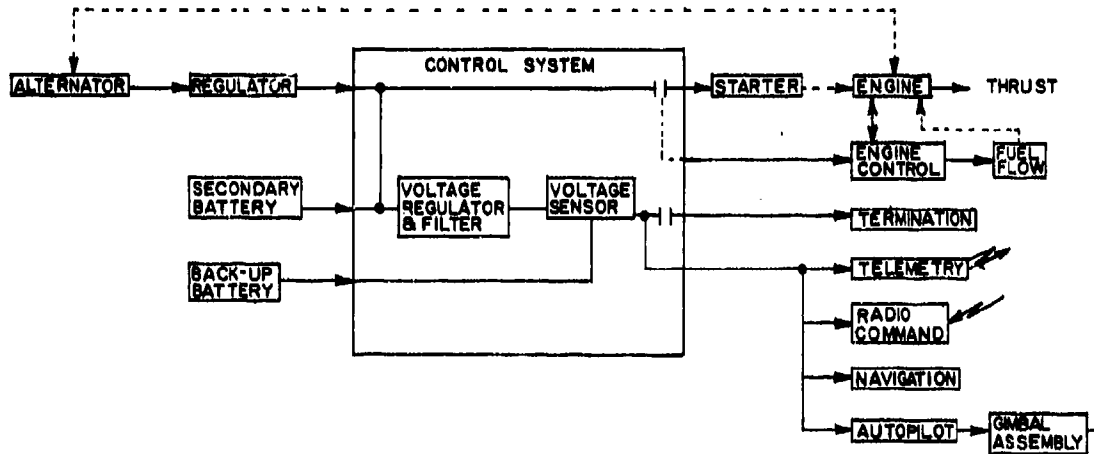 CONTROL SYSTEM
ALTERNATOR
REGULATOR
STARTER
ENGINE
THRUST
ENGINE
CONTROL
FUEL
FLOW
SECONDARY
BATTERY
VOLTAGE
REGULATOR
& FILTER
VOLTAGE
SENSOR
TERMINATION
BACK-UP
BATTERY
TELEMETRY
RADIO
COMMAND
NAVIGATION
AUTOPILOT
GIMBAL
ASSEMBLY